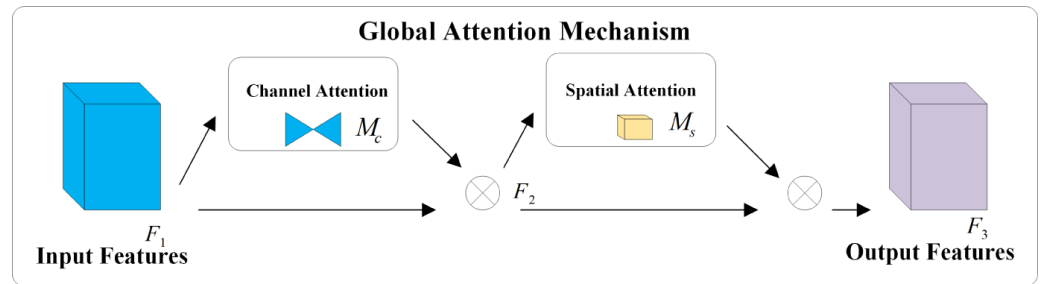 Global Attention Mechanism
Channel Attention
M_c
Spatial Attention
M_s
F_2
F_1
Input Features
F_3
Output Features